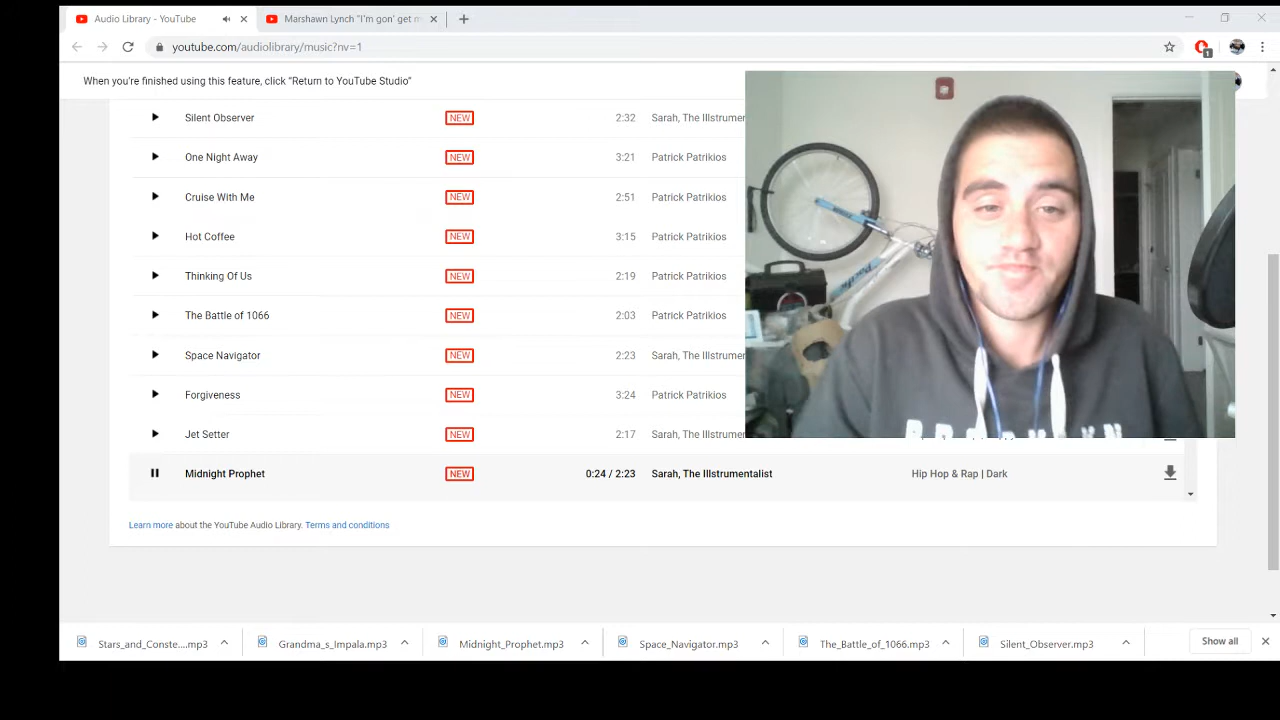 Audio Library - YouTube
Marshawn Lynch "I'm gon' get m
youtube.com/audiolibrary/music?nv=1
1
When you're finished using this feature, click "Return to YouTube Studio"
Silent Observer NEW 2:32 Sarah, The Illstrumen
One Night Away NEW 3:21 Patrick Patrikios
Cruise With Me NEW 2:51 Patrick Patrikios
Hot Coffee NEW 3:15 Patrick Patrikios
Thinking Of Us NEW 2:19 Patrick Patrikios
The Battle of 1066 NEW 2:03 Patrick Patrikios
Space Navigator NEW 2:23 Sarah, The Illstrumen
Forgiveness NEW 3:24 Patrick Patrikios
Jet Setter NEW 2:17 Sarah, The Illstrumen
Midnight Prophet NEW 0:24 / 2:23 Sarah, The Illstrumentalist Hip Hop & Rap | Dark
Learn more about the YouTube Audio Library. Terms and conditions
Stars_and_Conste....mp3 Grandma_s_Impala.mp3 Midnight_Prophet.mp3 Space_Navigator.mp3 The_Battle_of_1066.mp3 Silent_Observer.mp3 Show all